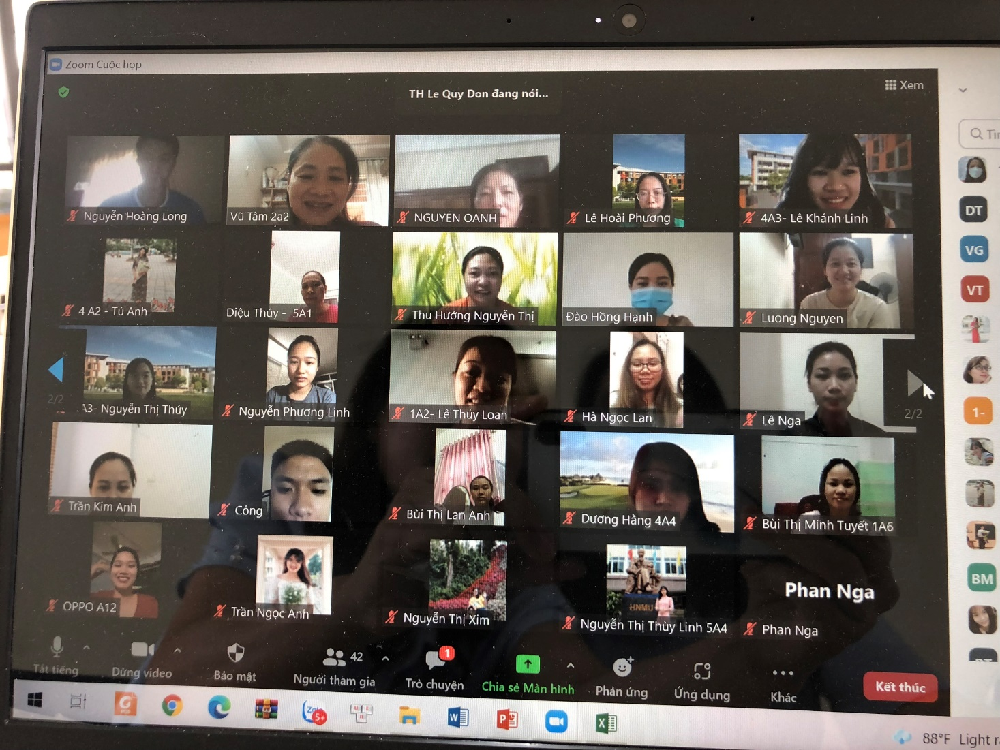 Zoom Cuộc họp
TH Le Quy Don đang nói...
Xem
Nguyễn Hoàng Long
Vũ Tâm 2a2
NGUYEN OANH
Lê Hoài Phương
4A3- Lê Khánh Linh
DT
4 A2 - Tú Anh
Diệu Thúy - 5A1
Thu Hưởng Nguyễn Thị
Đào Hồng Hạnh
Luong Nguyen
VG
VT
2/2
A3- Nguyễn Thị Thúy
Nguyễn Phương Linh
1A2- Lê Thúy Loan
Hà Ngọc Lan
Lê Nga
2/2
1-
Trần Kim Anh
Công
Bùi Thị Lan Anh
Dương Hằng 4A4
Bùi Thị Minh Tuyết 1A6
OPPO A12
Trần Ngọc Anh
Nguyễn Thị Xim
HNMU
Nguyễn Thị Thùy Linh 5A4
Phan Nga
Phan Nga
BM
Tắt tiếng
Dừng video
Bảo mật
42
Người tham gia
1
Trò chuyện
Chia sẻ Màn hình
Phản ứng
Ứng dụng
Khác
Kết thúc
5+
88°F Light